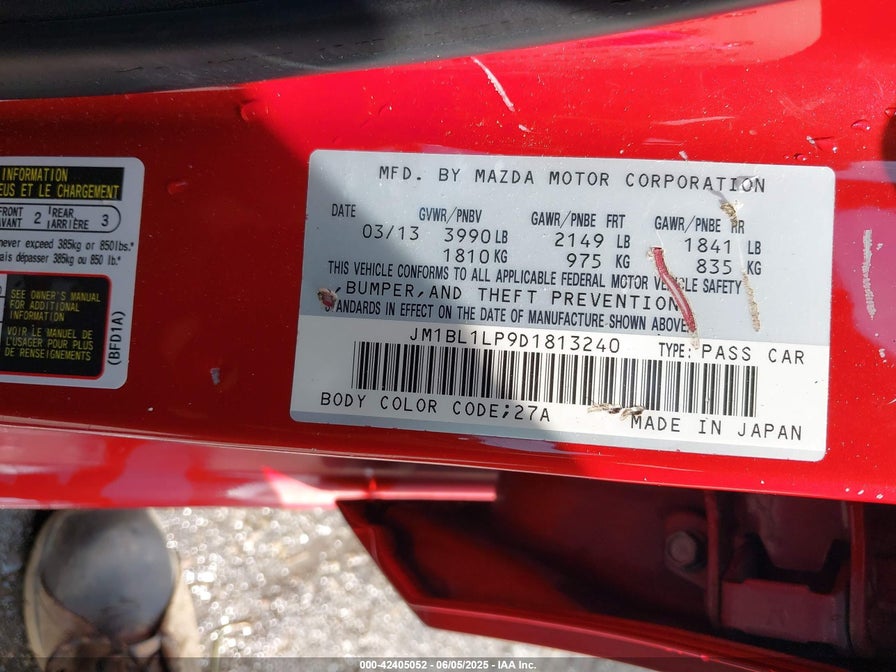 INFORMATION
EUS ET LE CHARGEMENT
FRONT 2 REAR 3
AVANT ARRIÈRE
never exceed 385kg or 850lbs.*
ais dépasser 385kg ou 850 lb.*
SEE OWNER'S MANUAL
FOR ADDITIONAL
INFORMATION
VOIR LE MANUEL DE
L'USAGER POUR PLUS
DE RENSEIGNEMENTS
(BFD1A)
MFD. BY MAZDA MOTOR CORPORATION
DATE GVWR/PNBV GAWR/PNBE FRT GAWR/PNBE RR
03/13 3990 LB 2149 LB 1841 LB
1810 KG 975 KG 835 KG
THIS VEHICLE CONFORMS TO ALL APPLICABLE FEDERAL MOTOR VEHICLE SAFETY
,BUMPER,AND THEFT PREVENTION
TANDARDS IN EFFECT ON THE DATE OF MANUFACTURE SHOWN ABOVE.
JM1BL1LP9D1813240 TYPE: PASS CAR
BODY COLOR CODE;27A MADE IN JAPAN
000-42405052 - 06/05/2025 - IAA Inc.